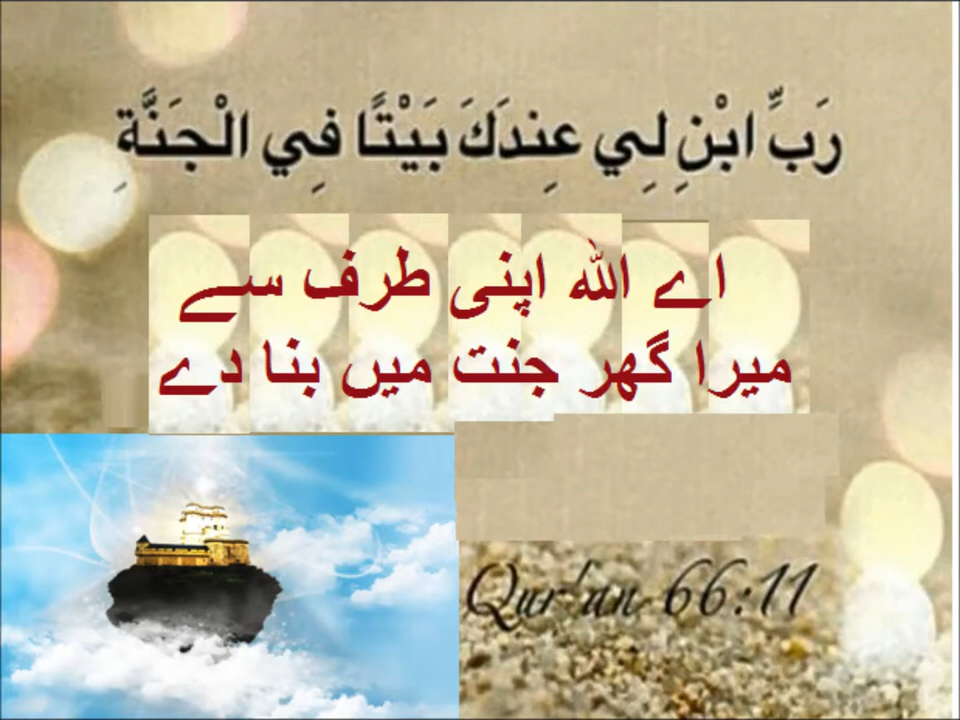 رَبِّ ابْنِ لِي عِندَكَ بَيْتًا فِي الْجَنَّةِ
اے اللہ اپنی طرف سے
میرا گھر جنت میں بنا دے
Qur'an 66:11